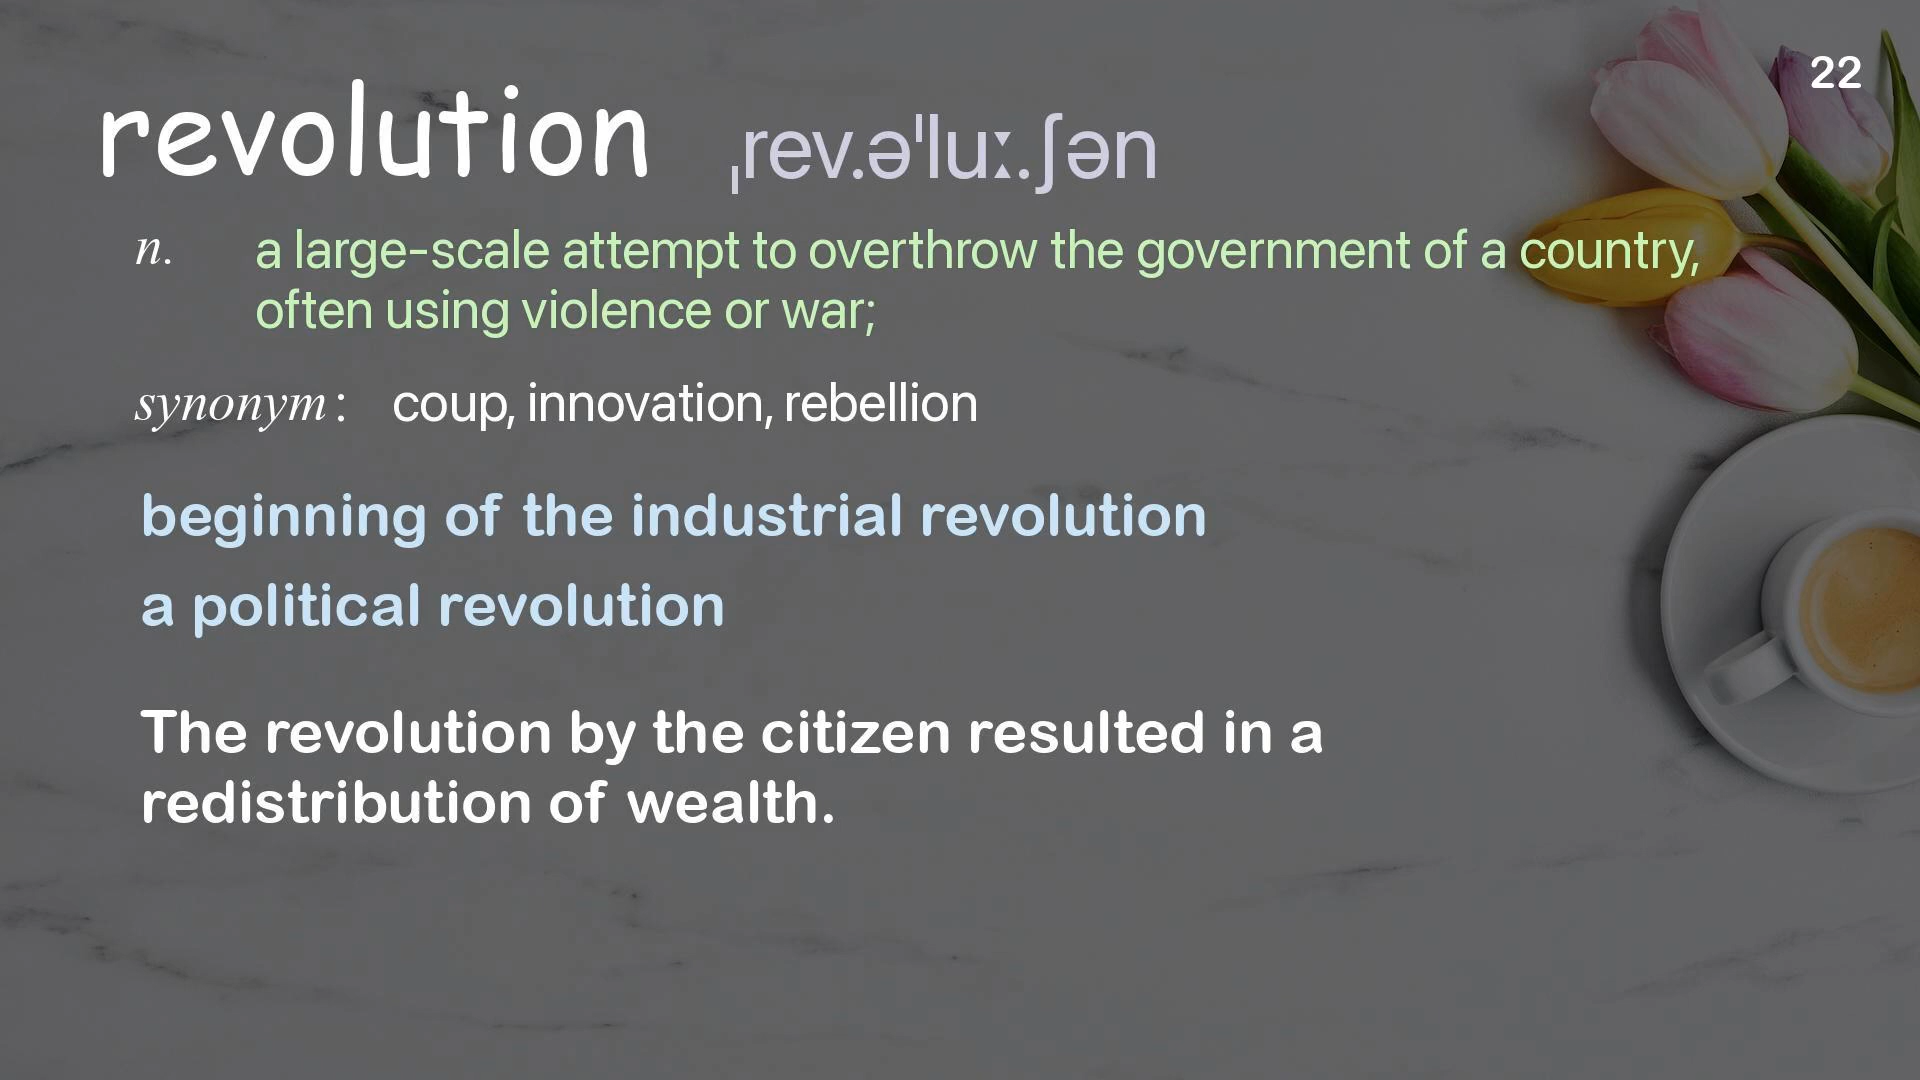 22
revolution ˌrev.əˈluː.ʃən
n. a large-scale attempt to overthrow the government of a country,
often using violence or war;
synonym: coup, innovation, rebellion
beginning of the industrial revolution
a political revolution
The revolution by the citizen resulted in a
redistribution of wealth.